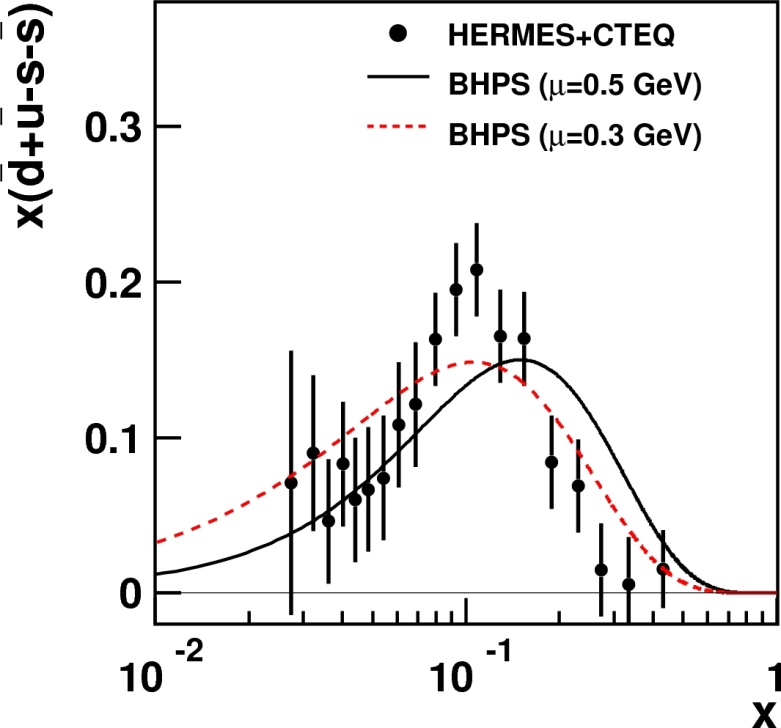 HERMES+CTEQ
BHPS (μ=0.5 GeV)
BHPS (μ=0.3 GeV)
x(d̅+u̅-s-s̅)
0.3
0.2
0.1
0
10⁻²
10⁻¹
1
x